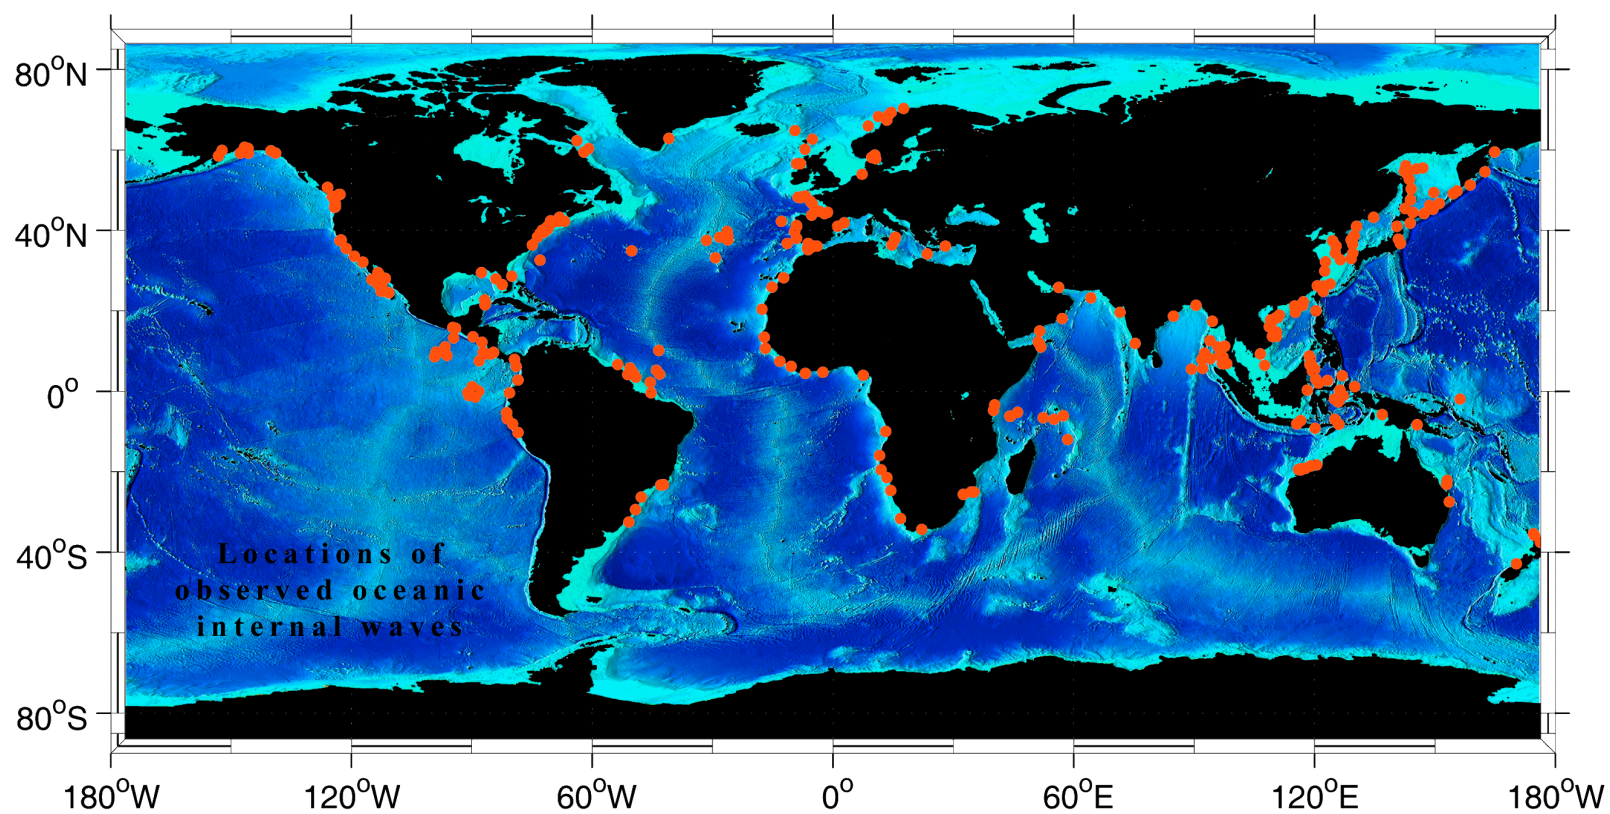 80°N
40°N
0°
40°S
80°S
Locations of
observed oceanic
internal waves
180°W 120°W 60°W 0° 60°E 120°E 180°W